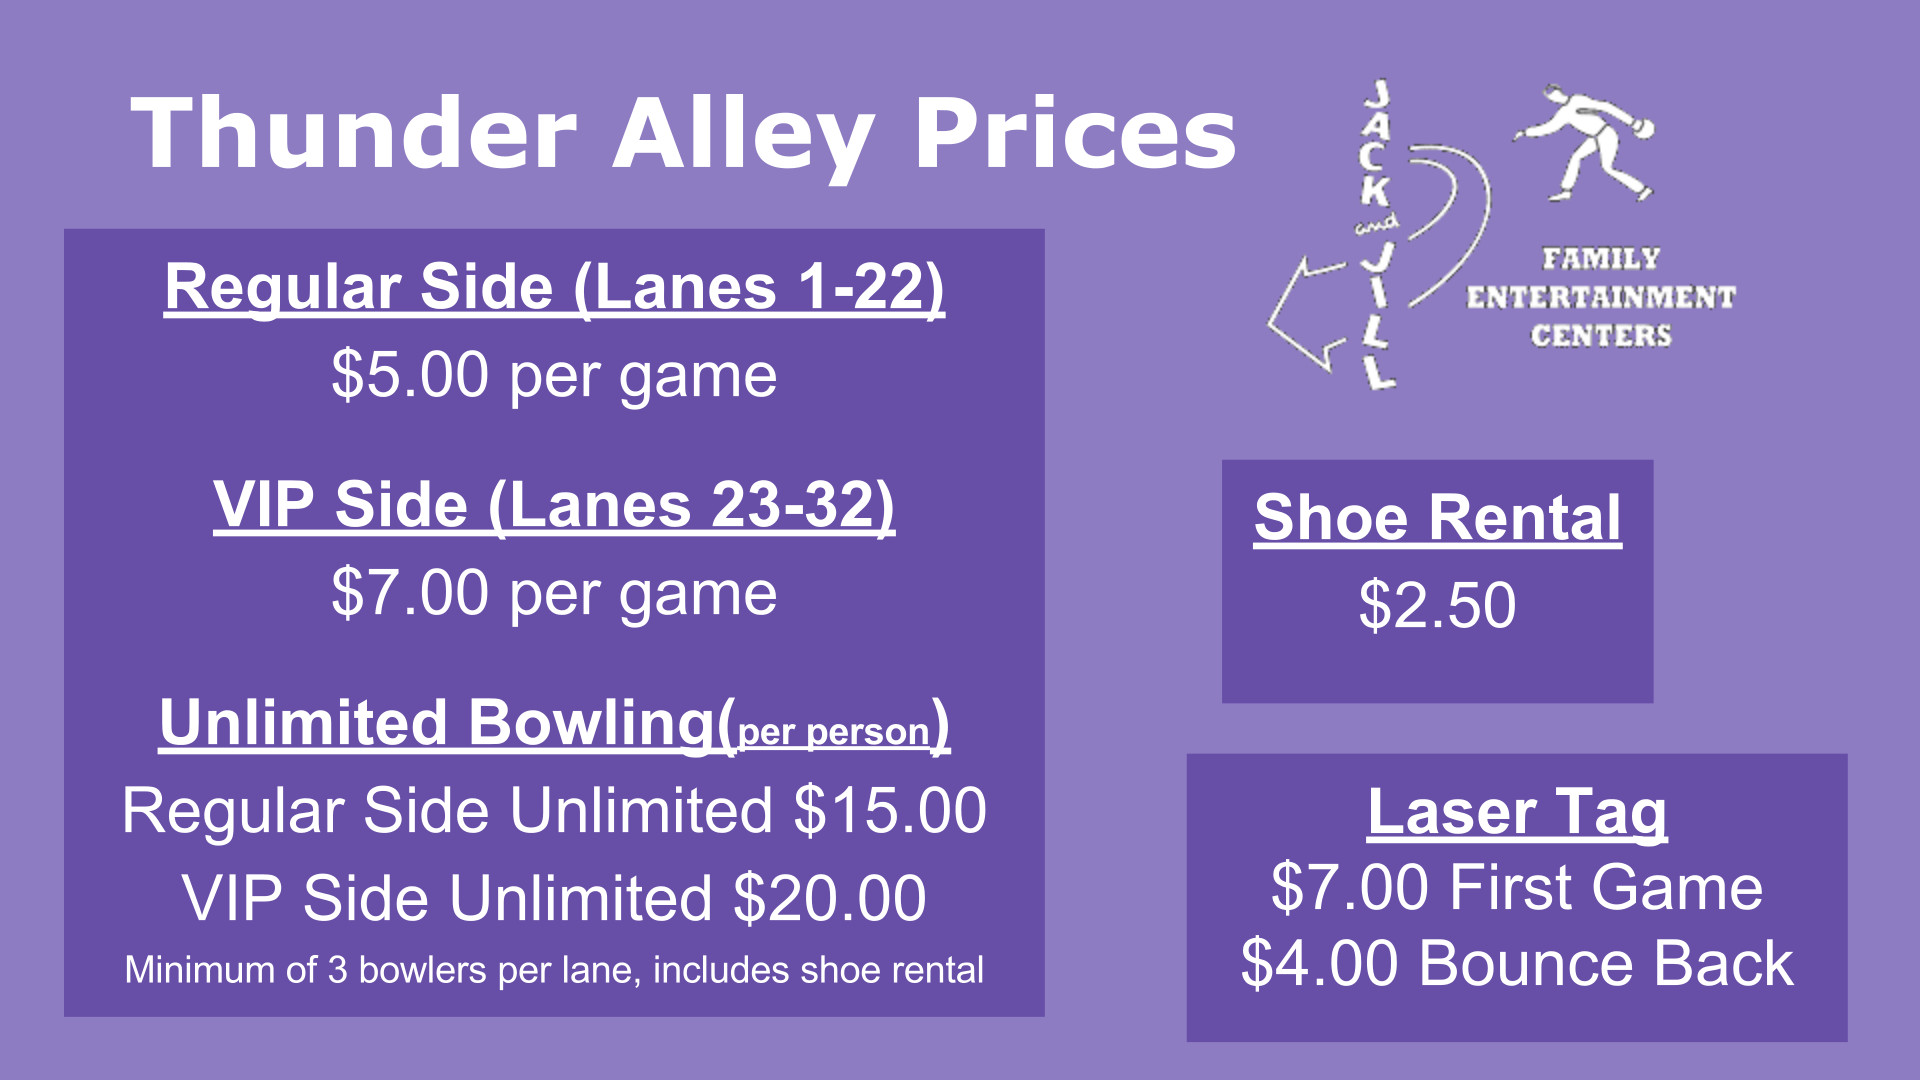 Thunder Alley Prices
JACK and JILL
FAMILY
ENTERTAINMENT
CENTERS
Regular Side (Lanes 1-22)
$5.00 per game
VIP Side (Lanes 23-32)
$7.00 per game
Unlimited Bowling(per person)
Regular Side Unlimited $15.00
VIP Side Unlimited $20.00
Minimum of 3 bowlers per lane, includes shoe rental
Shoe Rental
$2.50
Laser Tag
$7.00 First Game
$4.00 Bounce Back